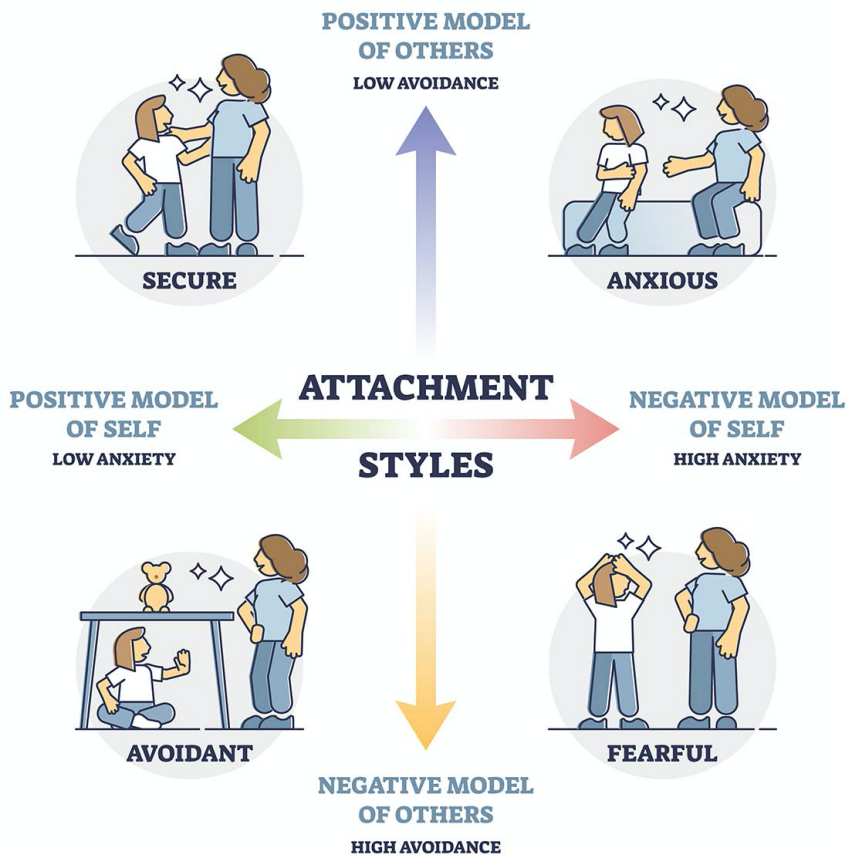 POSITIVE MODEL
OF OTHERS
LOW AVOIDANCE
SECURE
ANXIOUS
POSITIVE MODEL
OF SELF
LOW ANXIETY
ATTACHMENT
STYLES
NEGATIVE MODEL
OF SELF
HIGH ANXIETY
AVOIDANT
FEARFUL
NEGATIVE MODEL
OF OTHERS
HIGH AVOIDANCE